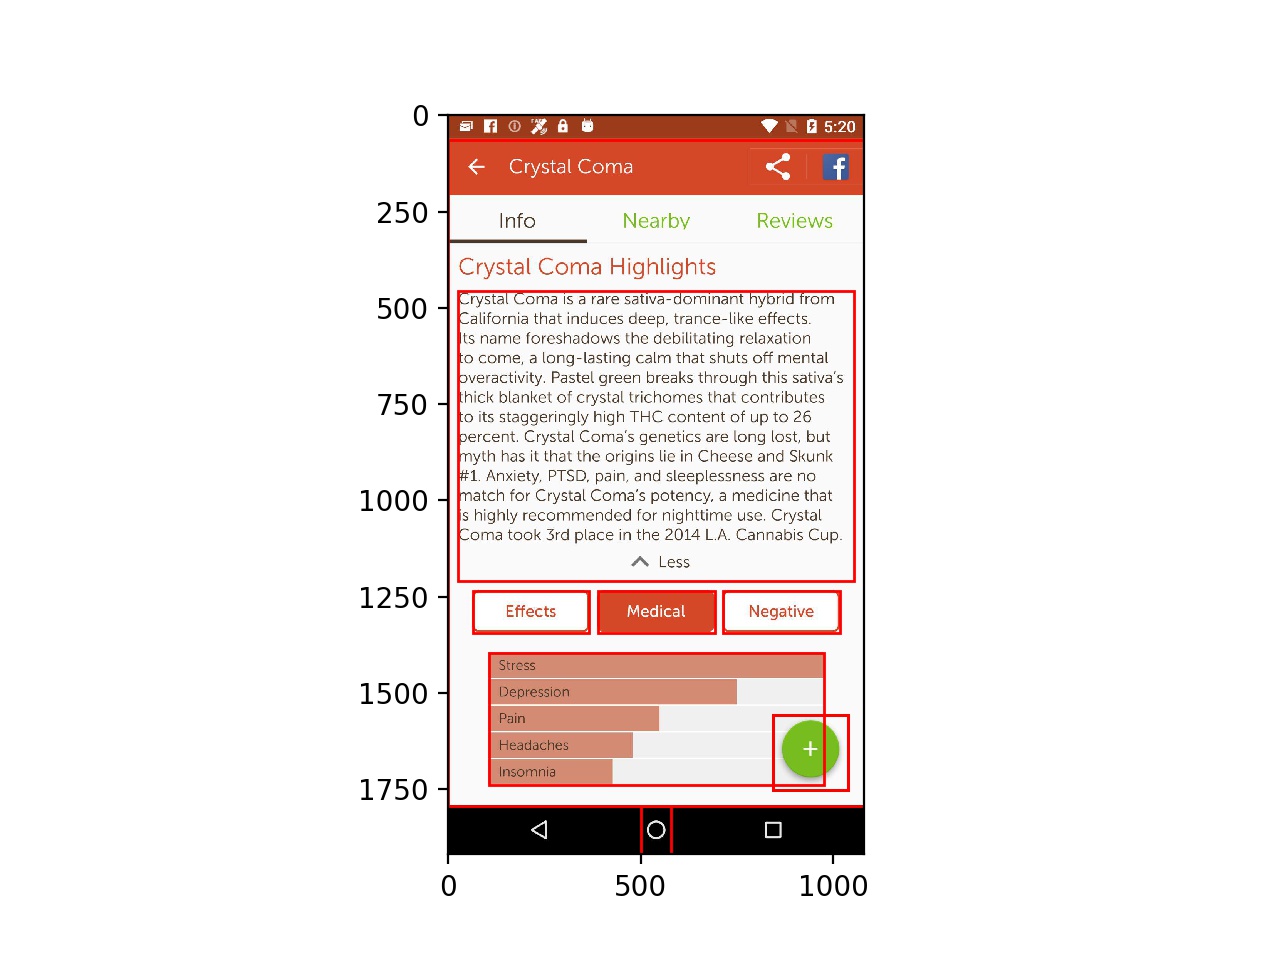 0
5:20
Crystal Coma
f
250
Info Nearby Reviews
Crystal Coma Highlights
500
Crystal Coma is a rare sativa-dominant hybrid from
California that induces deep, trance-like effects.
Its name foreshadows the debilitating relaxation
to come, a long-lasting calm that shuts off mental
overactivity. Pastel green breaks through this sativa's
750
thick blanket of crystal trichomes that contributes
to its staggeringly high THC content of up to 26
percent. Crystal Coma's genetics are long lost, but
myth has it that the origins lie in Cheese and Skunk
#1. Anxiety, PTSD, pain, and sleeplessness are no
1000
match for Crystal Coma's potency, a medicine that
is highly recommended for nighttime use. Crystal
Coma took 3rd place in the 2014 L.A. Cannabis Cup.
Less
1250
Effects Medical Negative
Stress
1500
Depression
Pain
Headaches
+
Insomnia
1750
0 500 1000